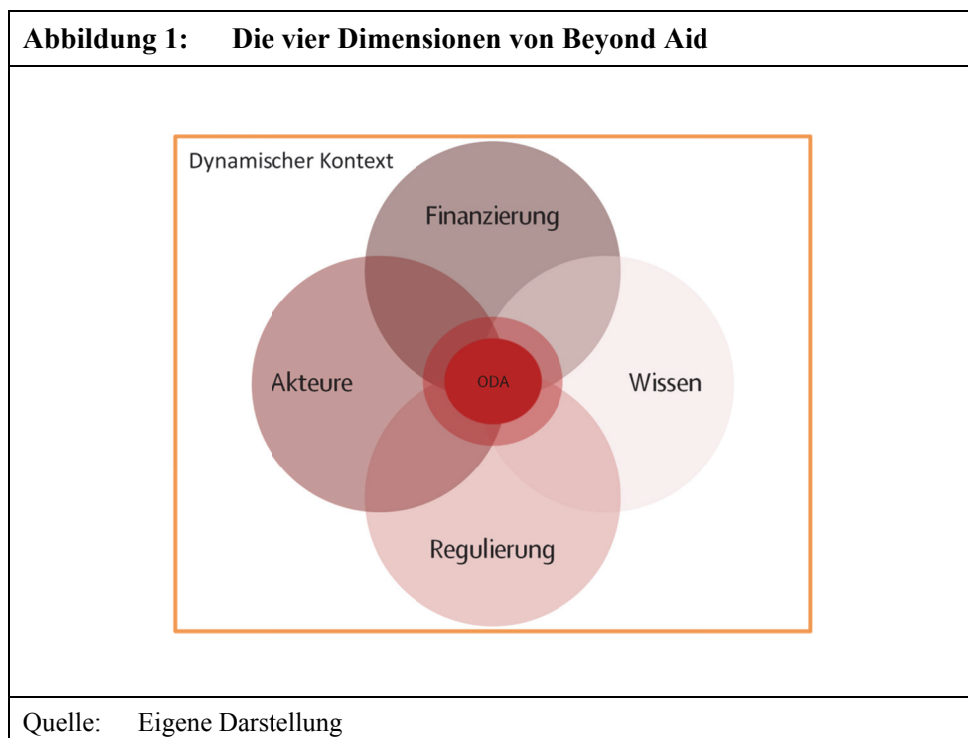 Abbildung 1: Die vier Dimensionen von Beyond Aid
Dynamischer Kontext
Finanzierung
Akteure
ODA
Wissen
Regulierung
Quelle: Eigene Darstellung